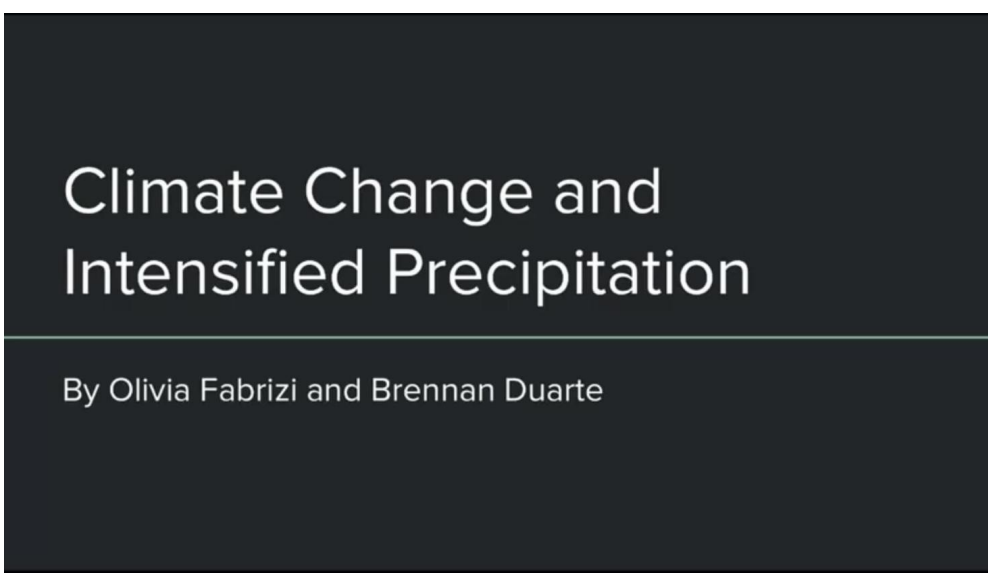 Climate Change and
Intensified Precipitation
By Olivia Fabrizi and Brennan Duarte